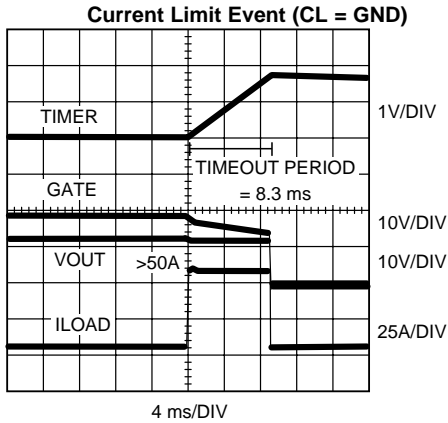 Current Limit Event (CL = GND)
TIMER
1V/DIV
TIMEOUT PERIOD
= 8.3 ms
GATE
10V/DIV
VOUT
>50A
10V/DIV
ILOAD
25A/DIV
4 ms/DIV